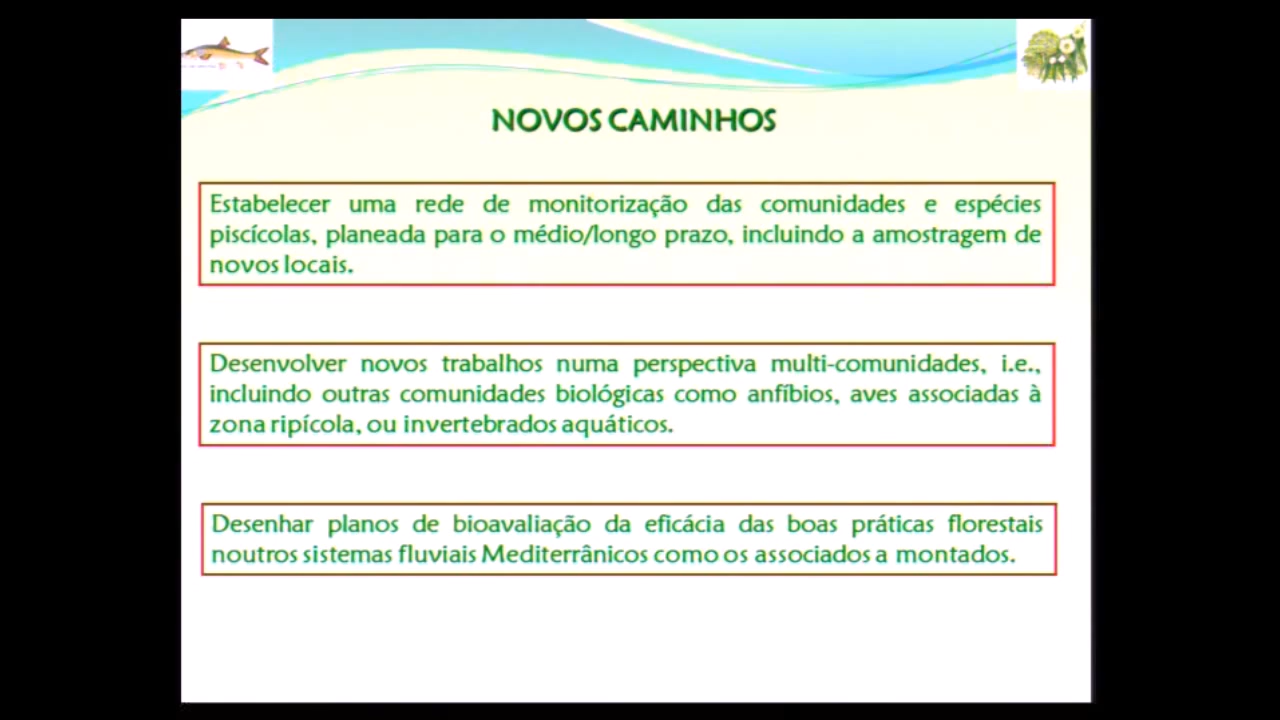 NOVOS CAMINHOS
Estabelecer uma rede de monitorização das comunidades e espécies
piscícolas, planeada para o médio/longo prazo, incluindo a amostragem de
novos locais.
Desenvolver novos trabalhos numa perspectiva multi-comunidades, i.e.,
incluindo outras comunidades biológicas como anfíbios, aves associadas à
zona ripícola, ou invertebrados aquáticos.
Desenhar planos de bioavaliação da eficácia das boas práticas florestais
noutros sistemas fluviais Mediterrânicos como os associados a montados.